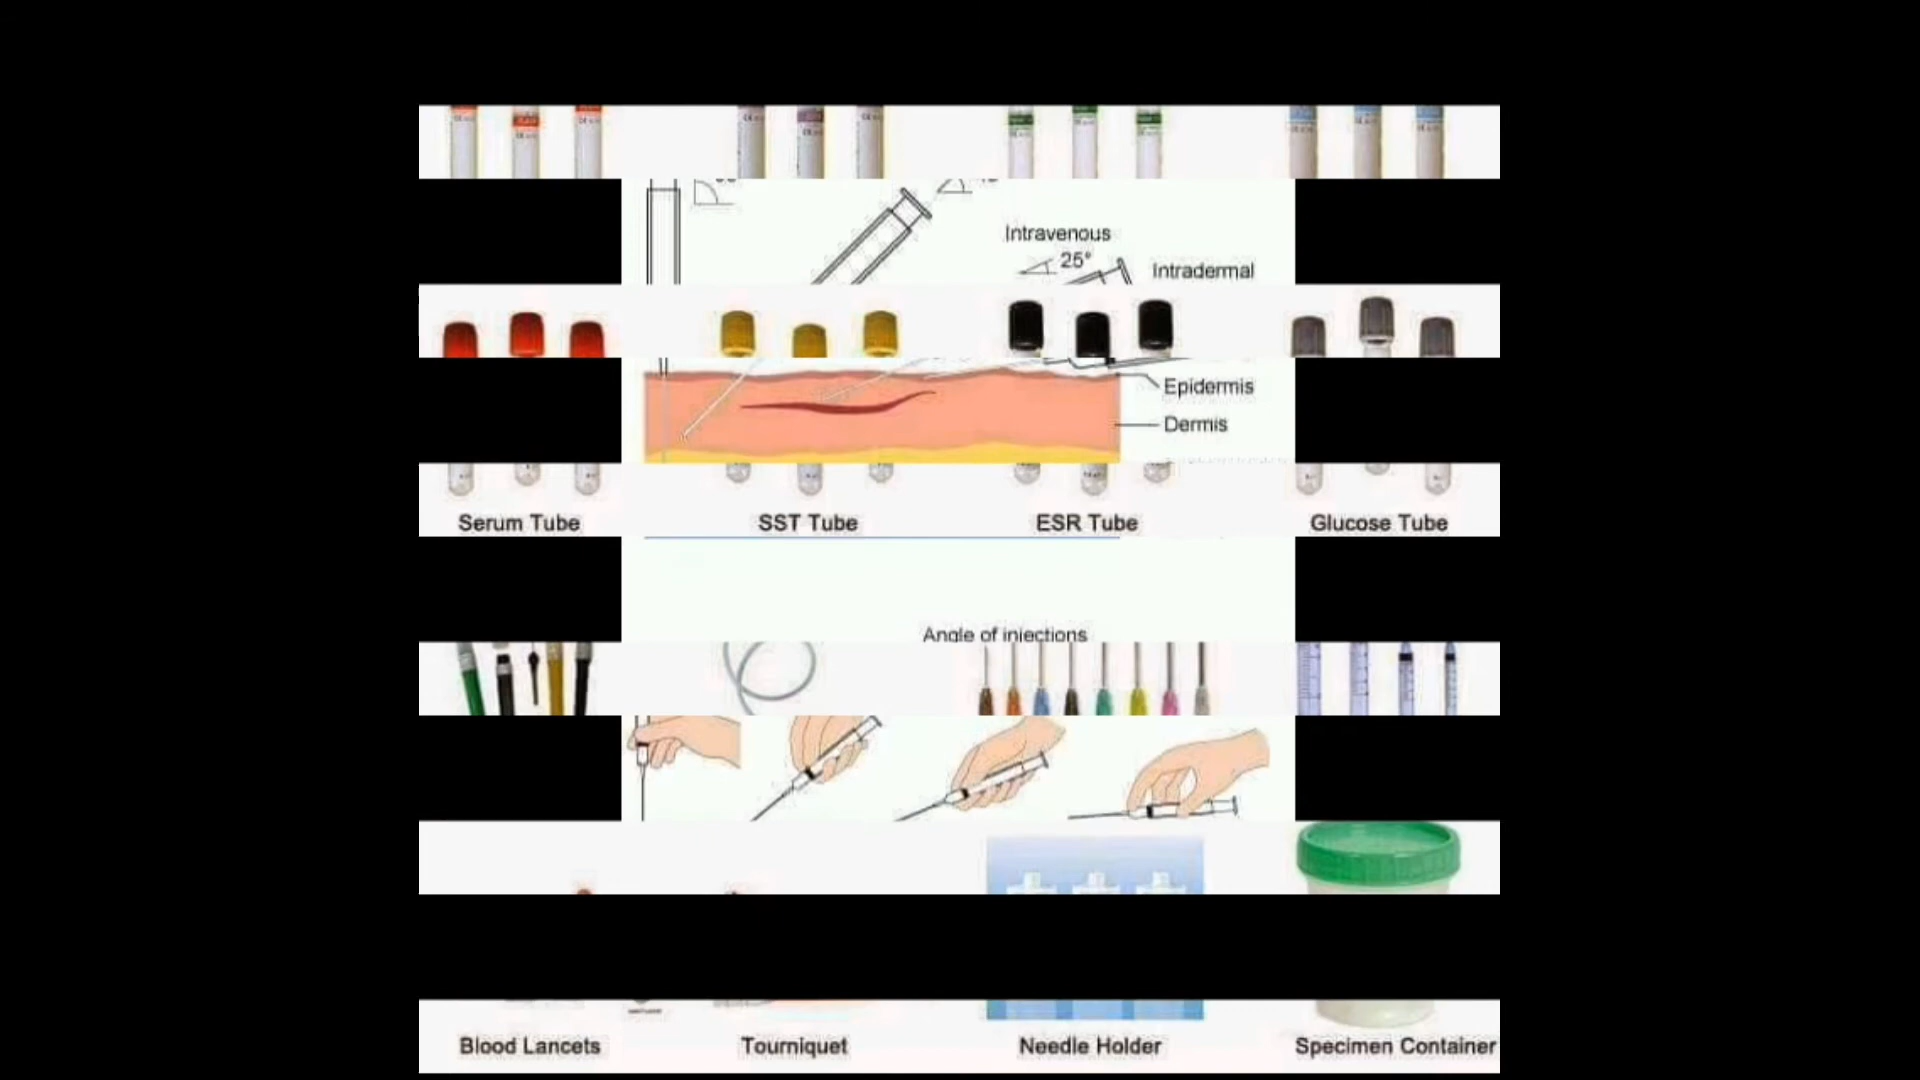 Intravenous
25°
Intradermal
Epidermis
Dermis
Serum Tube
SST Tube
ESR Tube
Glucose Tube
Angle of injections
Blood Lancets
Tourniquet
Needle Holder
Specimen Container